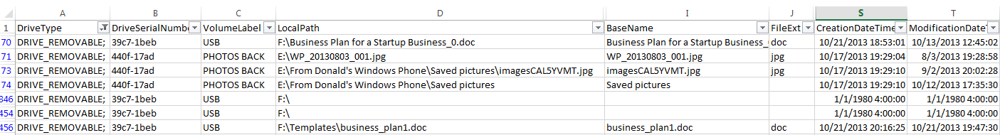 A B C D I J S T
1 DriveType DriveSerialNumbe VolumeLabel LocalPath BaseName FileExt CreationDateTime ModificationDateT
70 DRIVE_REMOVABLE; 39c7-1beb USB F:\Business Plan for a Startup Business_0.doc Business Plan for a Startup Business_ doc 10/21/2013 18:53:01 10/13/2013 12:45:02
71 DRIVE_REMOVABLE; 440f-17ad PHOTOS BACK E:\WP_20130803_001.jpg WP_20130803_001.jpg jpg 10/17/2013 19:29:04 8/3/2013 19:28:58
73 DRIVE_REMOVABLE; 440f-17ad PHOTOS BACK E:\From Donald's Windows Phone\Saved pictures\imagesCAL5YVMT.jpg imagesCAL5YVMT.jpg jpg 10/17/2013 19:29:10 9/2/2013 20:02:28
74 DRIVE_REMOVABLE; 440f-17ad PHOTOS BACK E:\From Donald's Windows Phone\Saved pictures Saved pictures 10/17/2013 19:29:10 10/12/2013 17:35:30
346 DRIVE_REMOVABLE; 39c7-1beb USB F:\ 1/1/1980 4:00:00 1/1/1980 4:00:00
454 DRIVE_REMOVABLE; 39c7-1beb USB F:\ 1/1/1980 4:00:00 1/1/1980 4:00:00
456 DRIVE_REMOVABLE; 39c7-1beb USB F:\Templates\business_plan1.doc business_plan1.doc doc 10/21/2013 20:16:25 10/21/2013 19:47:30